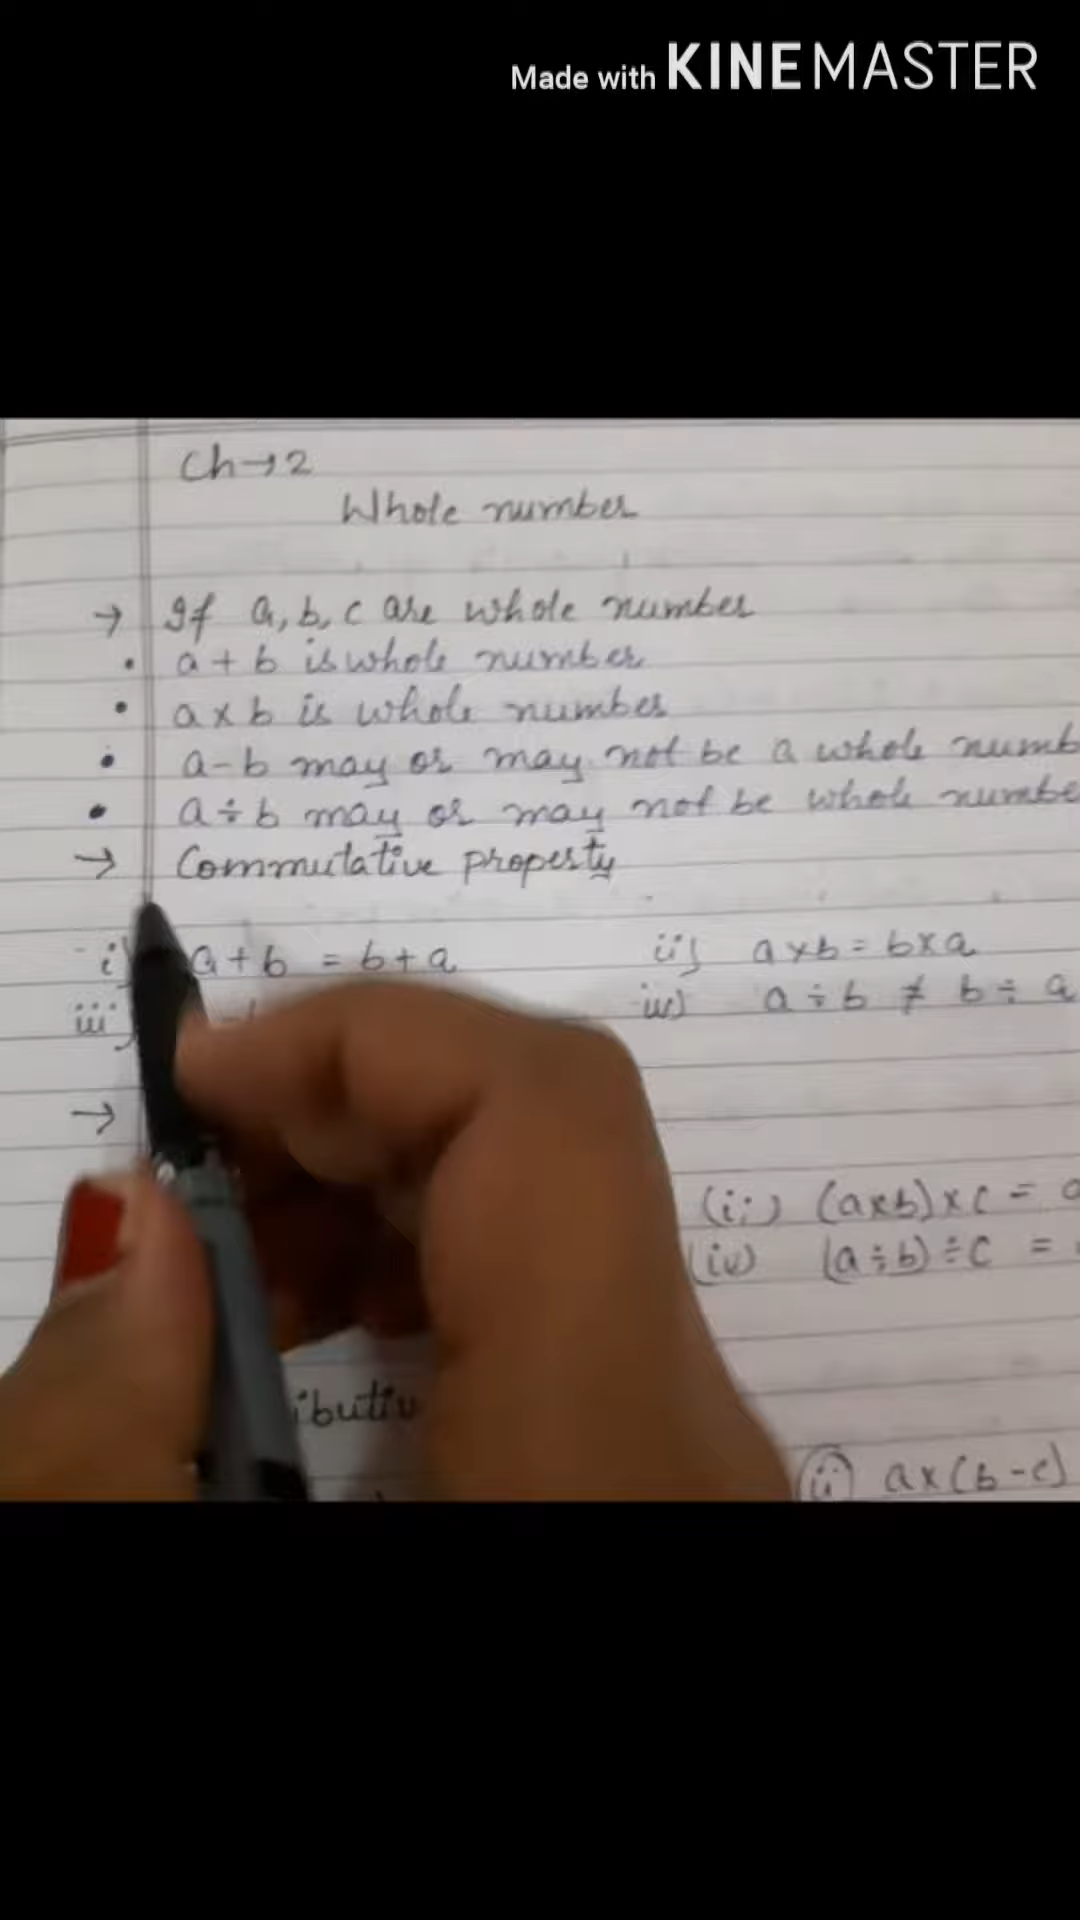 Made with KINEMASTER
Ch→2
Whole number
→ If a, b, c are whole number
• a + b is whole number
• a x b is whole number
• a - b may or may not be a whole numb
• a ÷ b may or may not be whole numbe
→ Commutative property
i) a + b = b + a ii) a x b = b x a
iii) iv) a ÷ b ≠ b ÷ a
→
(ii) (a x b) x c = a
(iv) (a ÷ b) ÷ c =
ibutiv
(ii) a x (b - c)